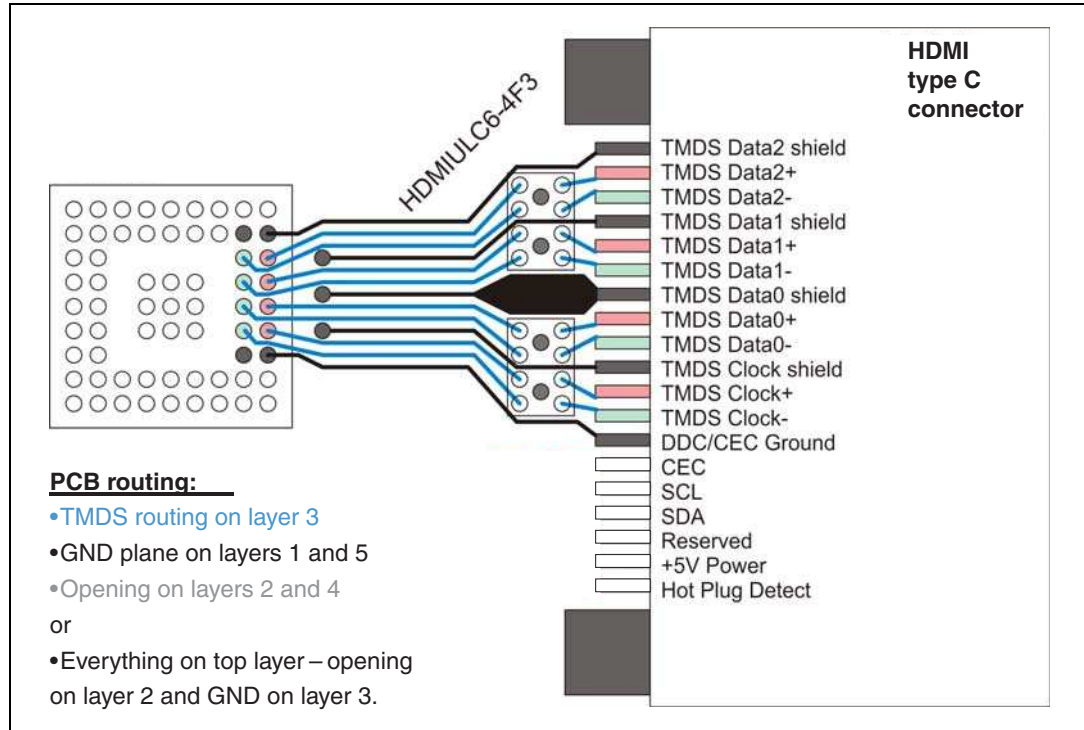 HDMI
type C
connector
HDMIULC6-4F3
TMDS Data2 shield
TMDS Data2+
TMDS Data2-
TMDS Data1 shield
TMDS Data1+
TMDS Data1-
TMDS Data0 shield
TMDS Data0+
TMDS Data0-
TMDS Clock shield
TMDS Clock+
TMDS Clock-
DDC/CEC Ground
CEC
SCL
SDA
Reserved
+5V Power
Hot Plug Detect
PCB routing:
•TMDS routing on layer 3
•GND plane on layers 1 and 5
•Opening on layers 2 and 4
or
•Everything on top layer – opening
on layer 2 and GND on layer 3.